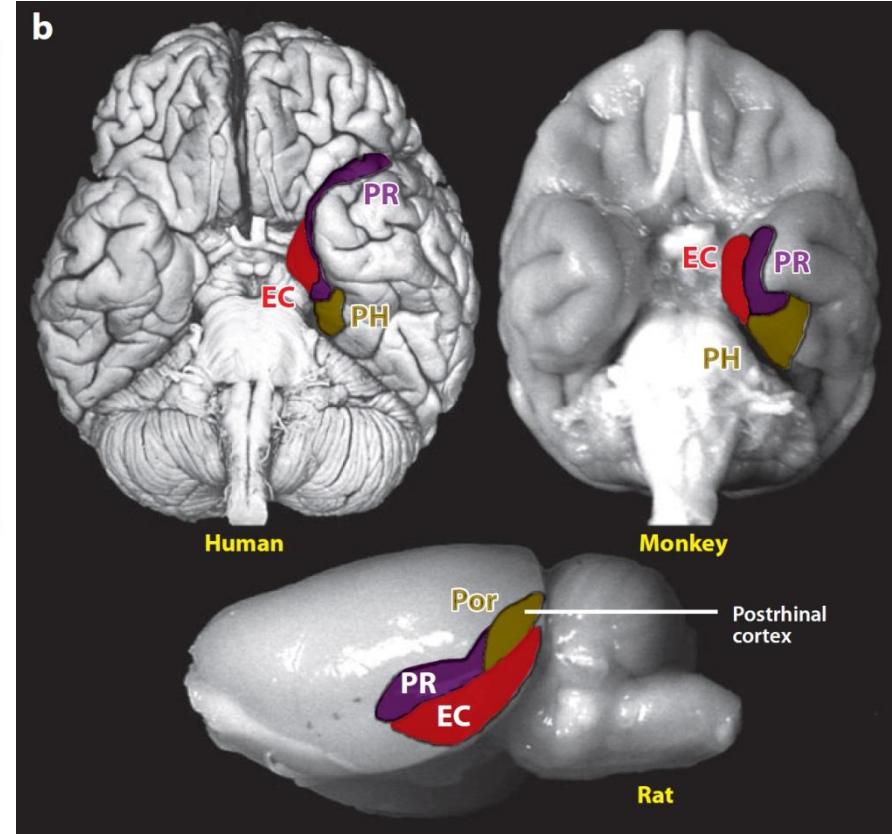 b
PR
EC
PH
Human
EC
PR
PH
Monkey
Por
Postrhinal
cortex
PR
EC
Rat